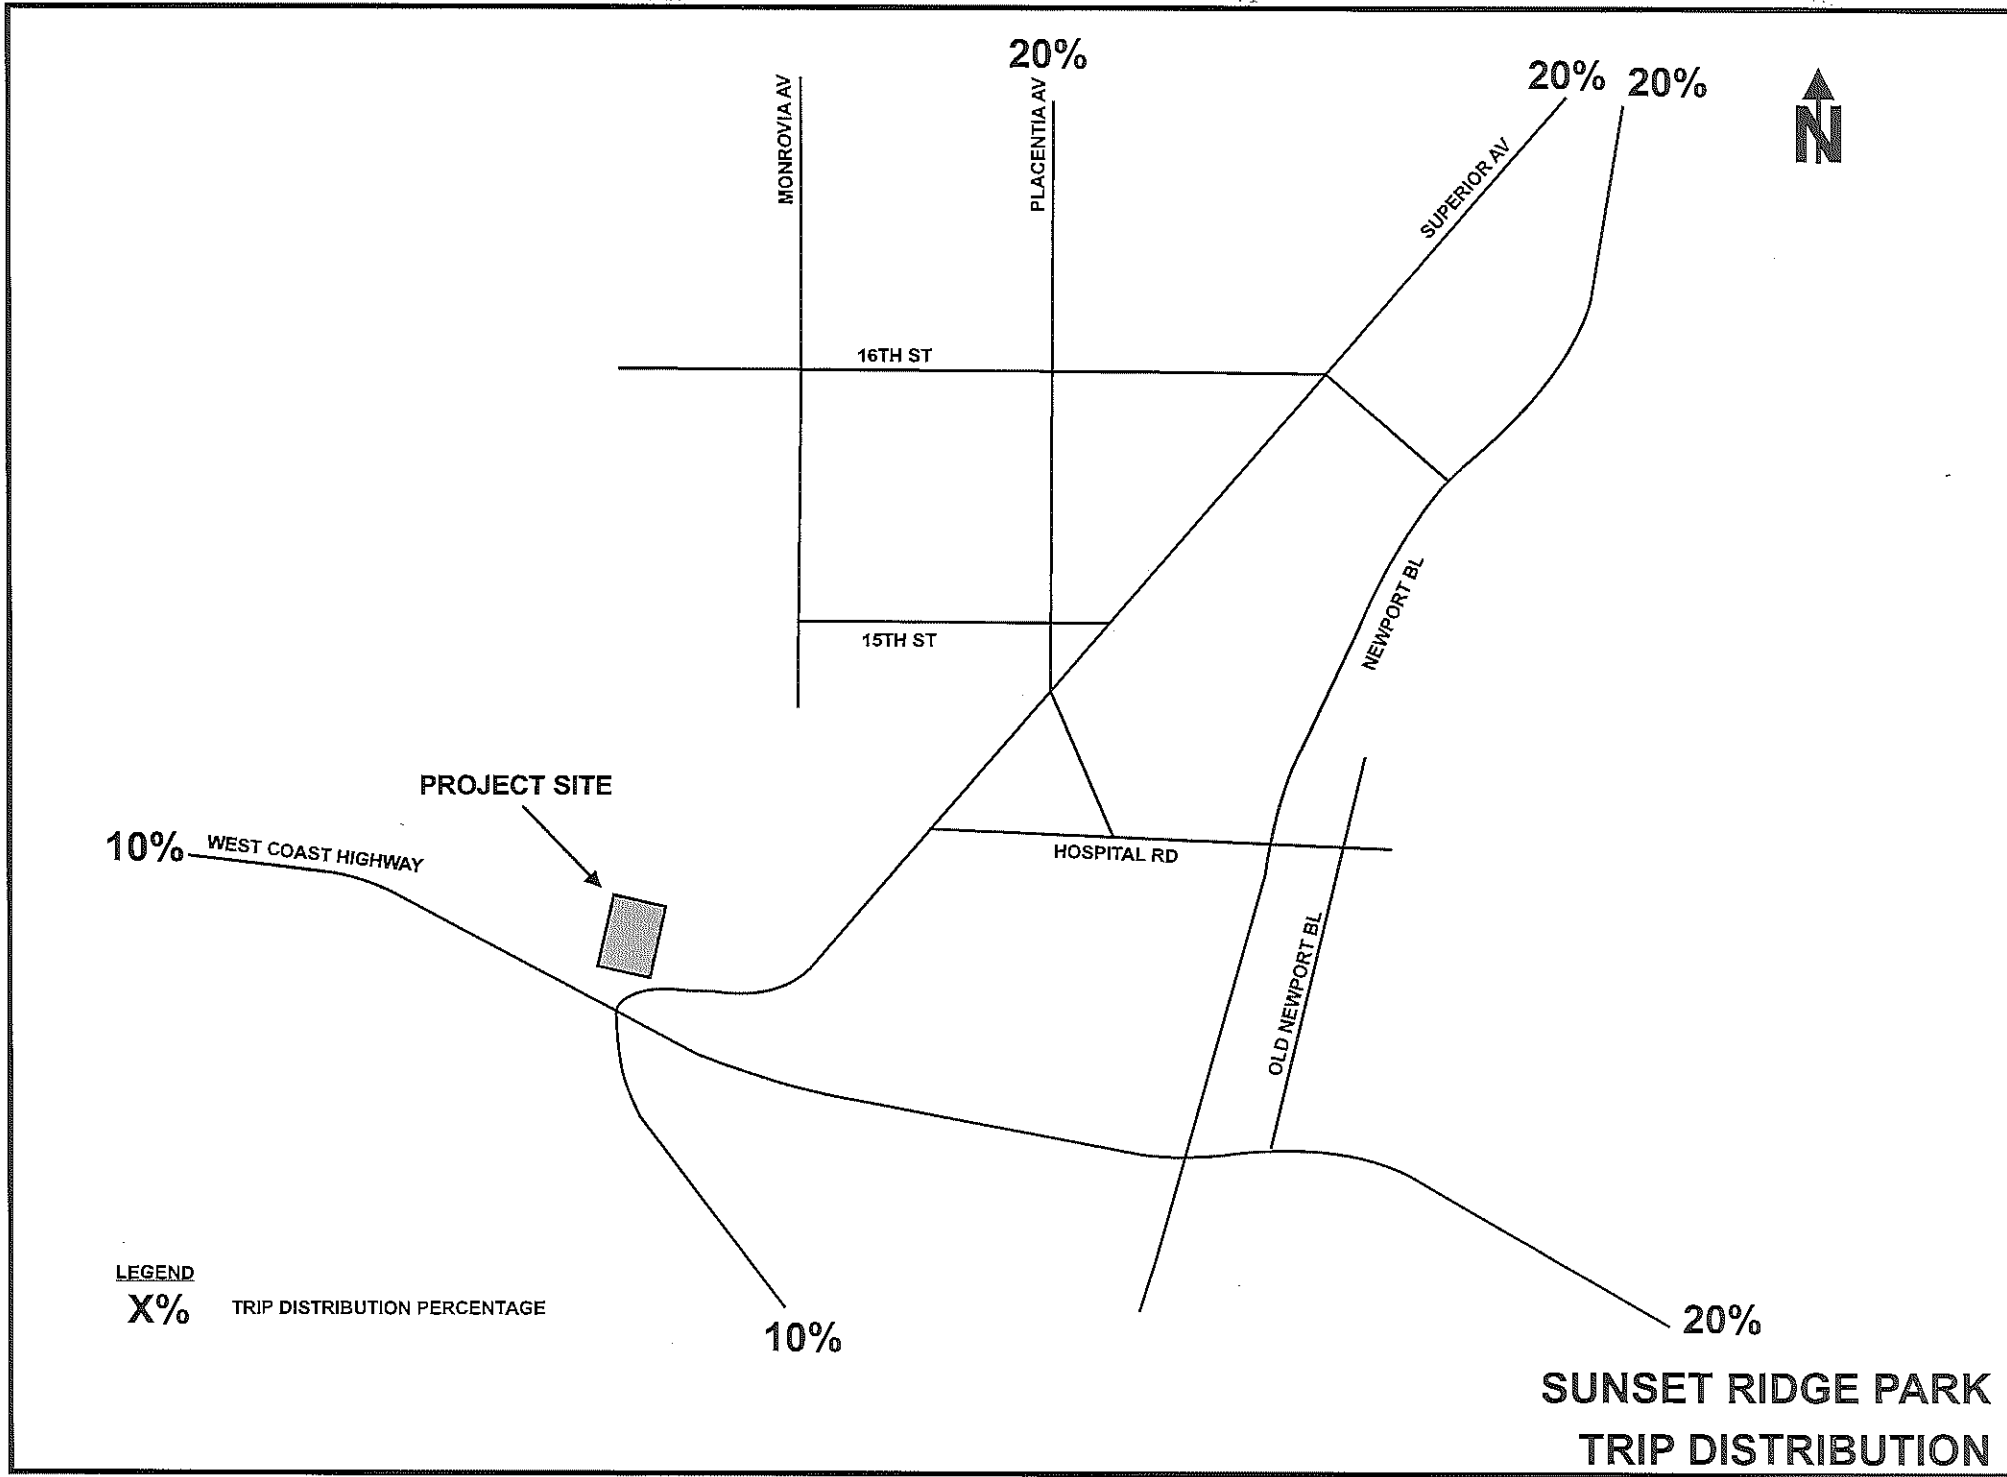 20%
20%
20%
N
MONROVIA AV
PLACENTIA AV
SUPERIOR AV
16TH ST
NEWPORT BL
15TH ST
PROJECT SITE
10%
WEST COAST HIGHWAY
HOSPITAL RD
OLD NEWPORT BL
LEGEND
X% TRIP DISTRIBUTION PERCENTAGE
10%
20%
SUNSET RIDGE PARK
TRIP DISTRIBUTION